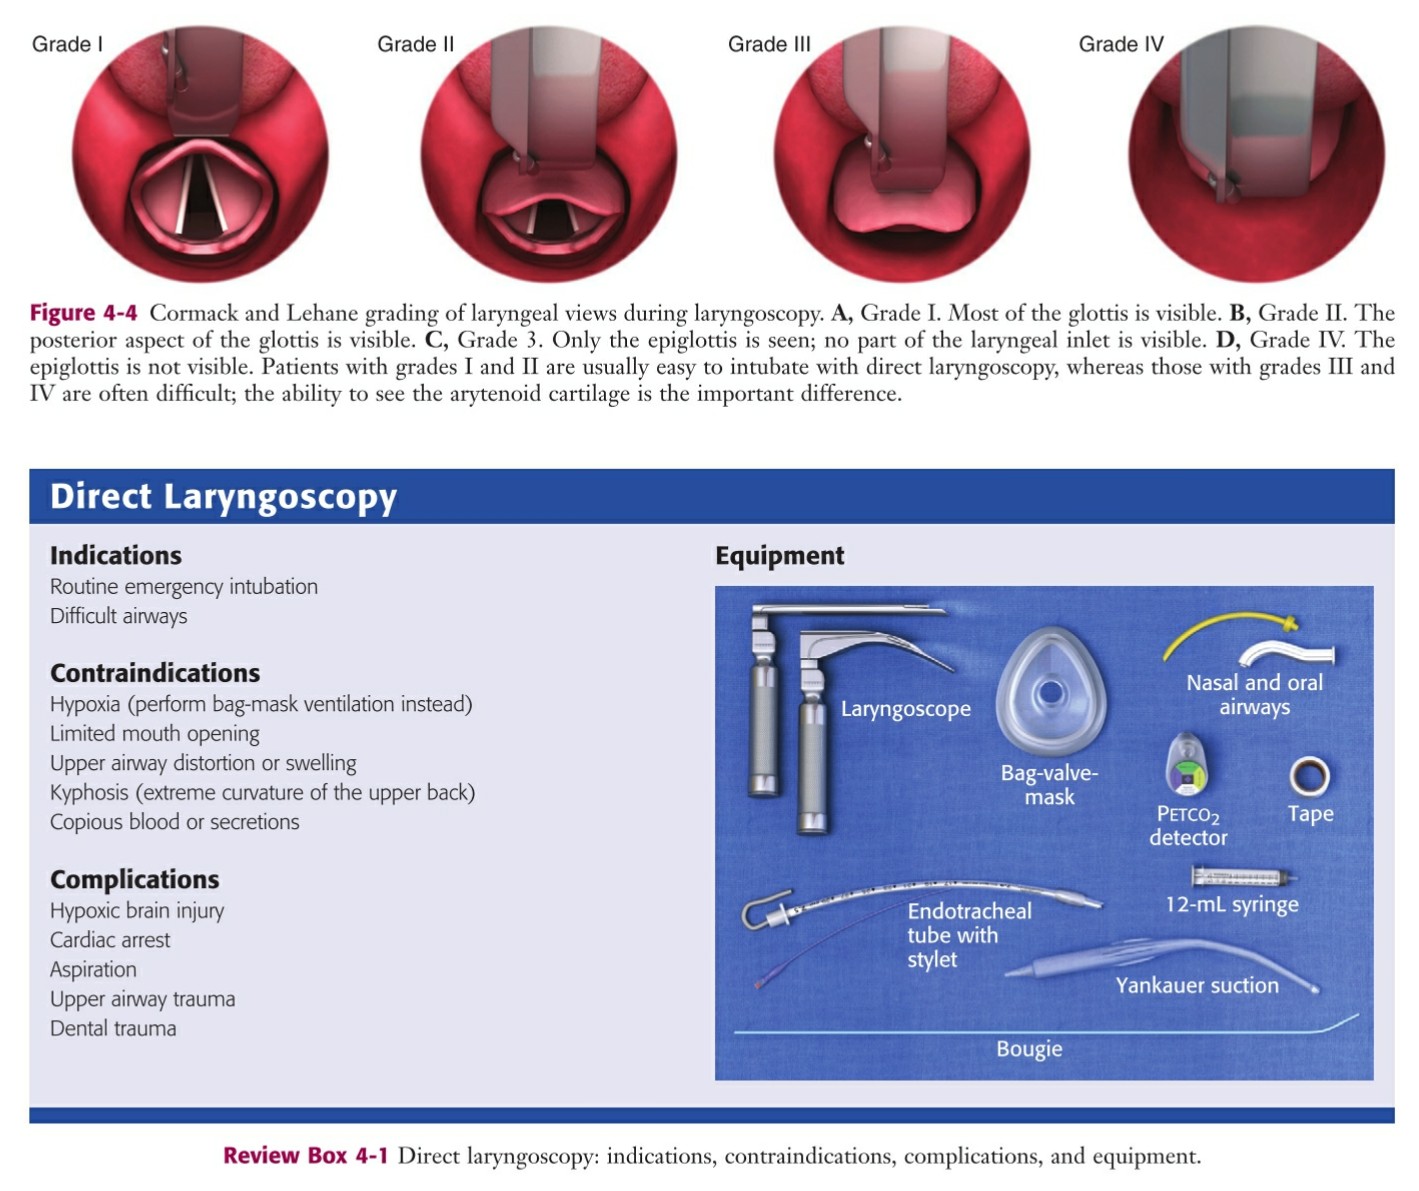 Grade I
Grade II
Grade III
Grade IV
Figure 4-4 Cormack and Lehane grading of laryngeal views during laryngoscopy. A, Grade I. Most of the glottis is visible. B, Grade II. The
posterior aspect of the glottis is visible. C, Grade 3. Only the epiglottis is seen; no part of the laryngeal inlet is visible. D, Grade IV. The
epiglottis is not visible. Patients with grades I and II are usually easy to intubate with direct laryngoscopy, whereas those with grades III and
IV are often difficult; the ability to see the arytenoid cartilage is the important difference.
Direct Laryngoscopy
Indications
Routine emergency intubation
Difficult airways
Contraindications
Hypoxia (perform bag-mask ventilation instead)
Limited mouth opening
Upper airway distortion or swelling
Kyphosis (extreme curvature of the upper back)
Copious blood or secretions
Complications
Hypoxic brain injury
Cardiac arrest
Aspiration
Upper airway trauma
Dental trauma
Equipment
Laryngoscope
Bag-valve-
mask
Nasal and oral
airways
PETCO₂
detector
Tape
12-mL syringe
Endotracheal
tube with
stylet
Yankauer suction
Bougie
Review Box 4-1 Direct laryngoscopy: indications, contraindications, complications, and equipment.